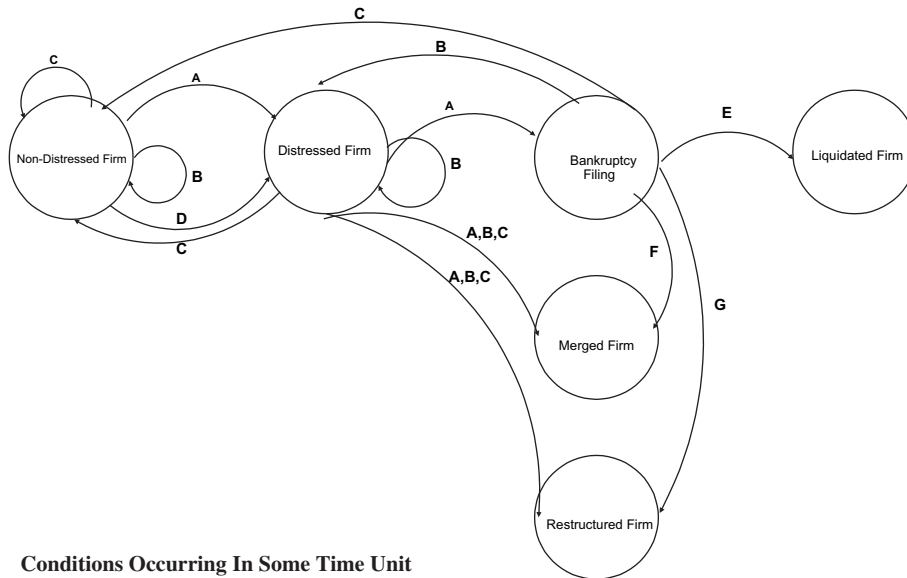 C
B
C
A
A
E
Non-Distressed Firm
Distressed Firm
Bankruptcy
Filing
Liquidated Firm
B
B
D
C
A,B,C
F
A,B,C
G
Merged Firm
Restructured Firm
Conditions Occurring In Some Time Unit